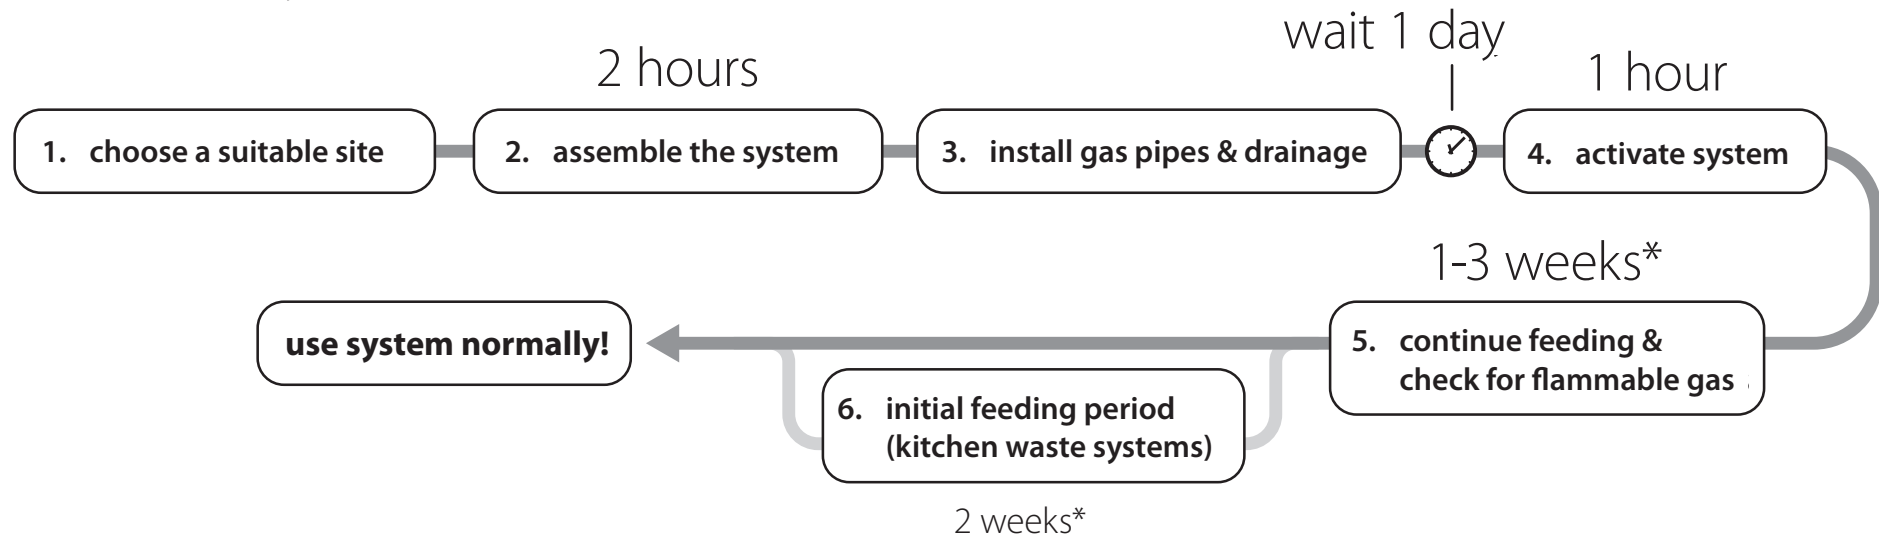 wait 1 day
2 hours
1 hour
1. choose a suitable site
2. assemble the system
3. install gas pipes & drainage
4. activate system
1-3 weeks*
use system normally!
5. continue feeding &
check for flammable gas
6. initial feeding period
(kitchen waste systems)
2 weeks*